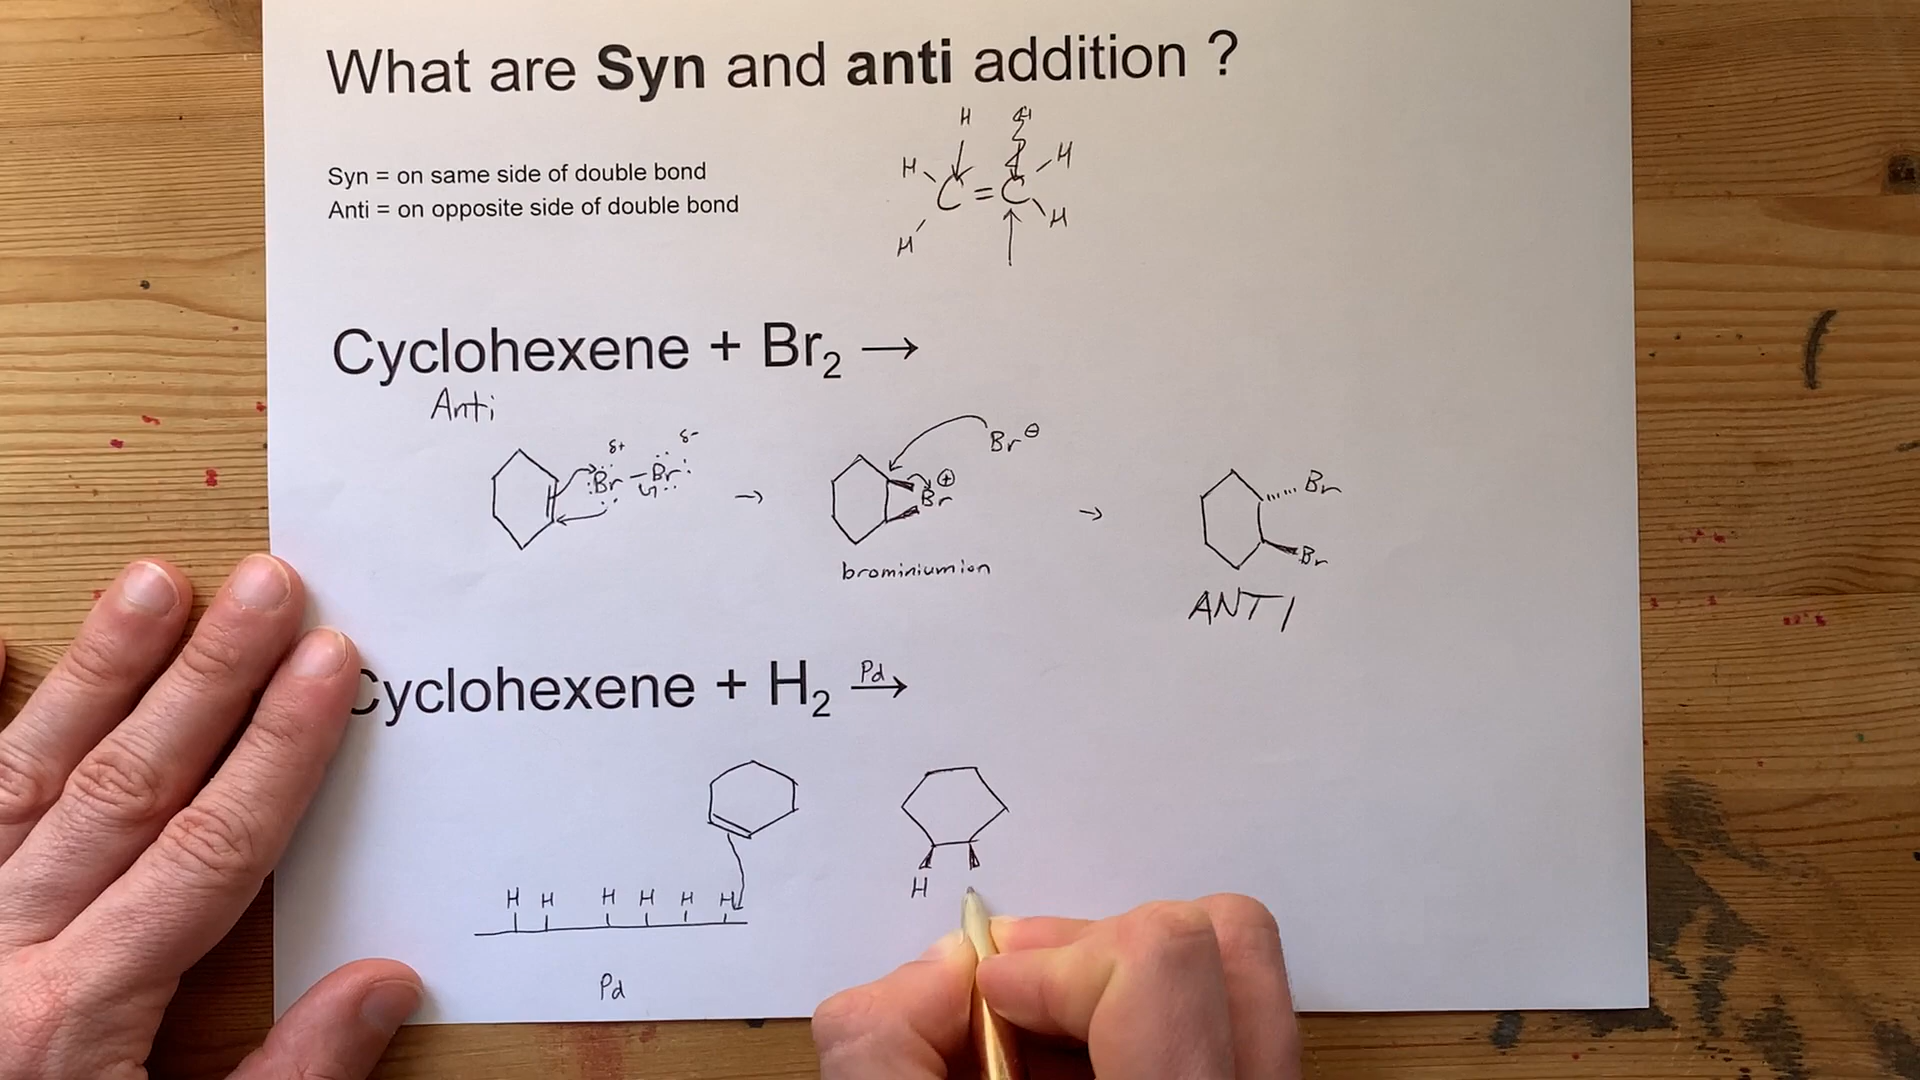 What are Syn and anti addition ?
H
H H
Syn = on same side of double bond
C = C
Anti = on opposite side of double bond
H H
Cyclohexene + Br₂ →
Anti
δ+ δ-
Br - Br
→
Br⊖
⊕
Br
brominium ion
→
Br
Br
ANTI
Cyclohexene + H₂ Pd →
H H H H H H
Pd
H